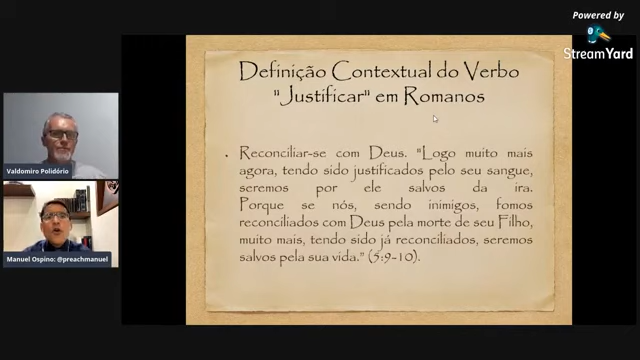 Powered by
StreamYard
Definição Contextual do Verbo
"Justificar" em Romanos
• Reconciliar-se com Deus. "Logo muito mais
agora, tendo sido justificados pelo seu sangue,
seremos por ele salvos da ira.
Porque se nós, sendo inimigos, fomos
reconciliados com Deus pela morte de seu Filho,
muito mais, tendo sido já reconciliados, seremos
salvos pela sua vida." (5:9-10).
Valdomiro Polidório
Manuel Ospino: @preachmanuel